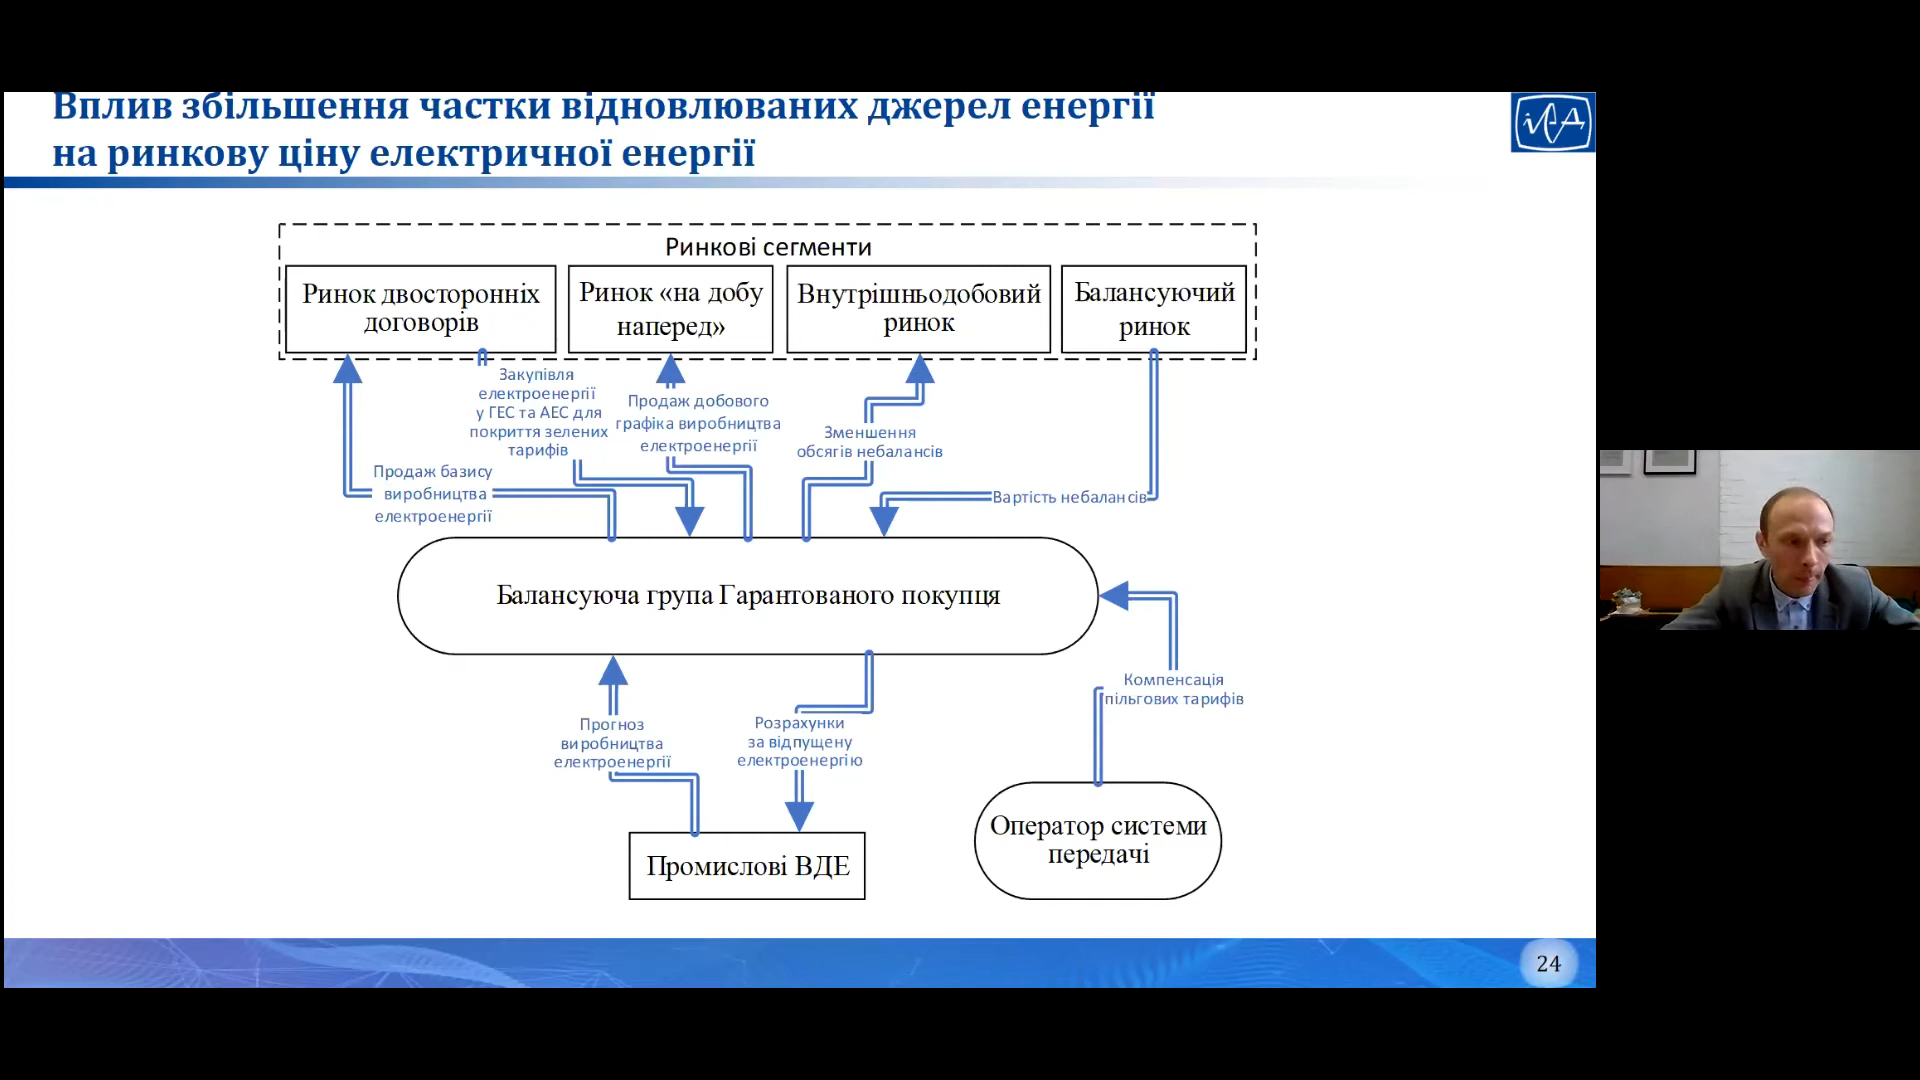 Вплив збільшення частки відновлюваних джерел енергії
на ринкову ціну електричної енергії
Ринкові сегменти
Ринок двосторонніх
договорів
Ринок «на добу
наперед»
Внутрішньодобовий
ринок
Балансуючий
ринок
Закупівля
електроенергії
у ГЕС та АЕС для
покриття зелених
тарифів
Продаж добового
графіка виробництва
електроенергії
Зменшення
обсягів небалансів
Продаж базису
виробництва
електроенергії
Вартість небалансів
Балансуюча група Гарантованого покупця
Компенсація
пільгових тарифів
Прогноз
виробництва
електроенергії
Розрахунки
за відпущену
електроенергію
Промислові ВДЕ
Оператор системи
передачі
24